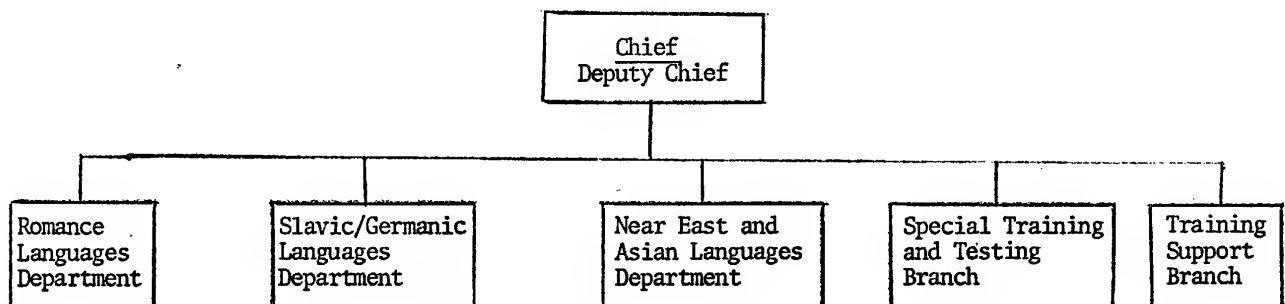 Chief
Deputy Chief
Romance
Languages
Department
Slavic/Germanic
Languages
Department
Near East and
Asian Languages
Department
Special Training
and Testing
Branch
Training
Support
Branch